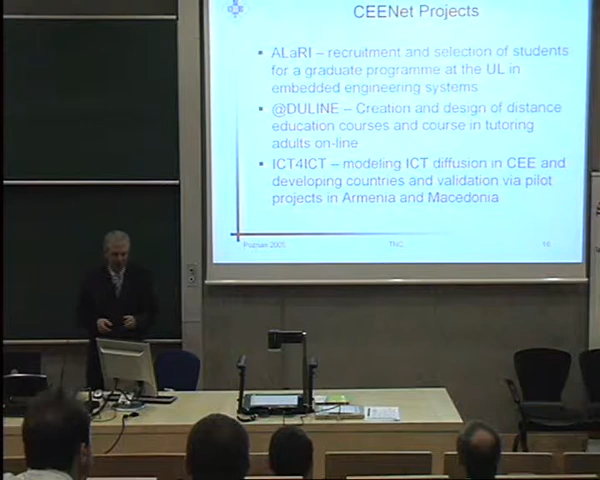 CEENet Projects
▪ ALaRI – recruitment and selection of students
for a graduate programme at the UL in
embedded engineering systems
▪ @DULINE – Creation and design of distance
education courses and course in tutoring
adults on-line
▪ ICT4ICT – modeling ICT diffusion in CEE and
developing countries and validation via pilot
projects in Armenia and Macedonia
Poznan 2005 TNC